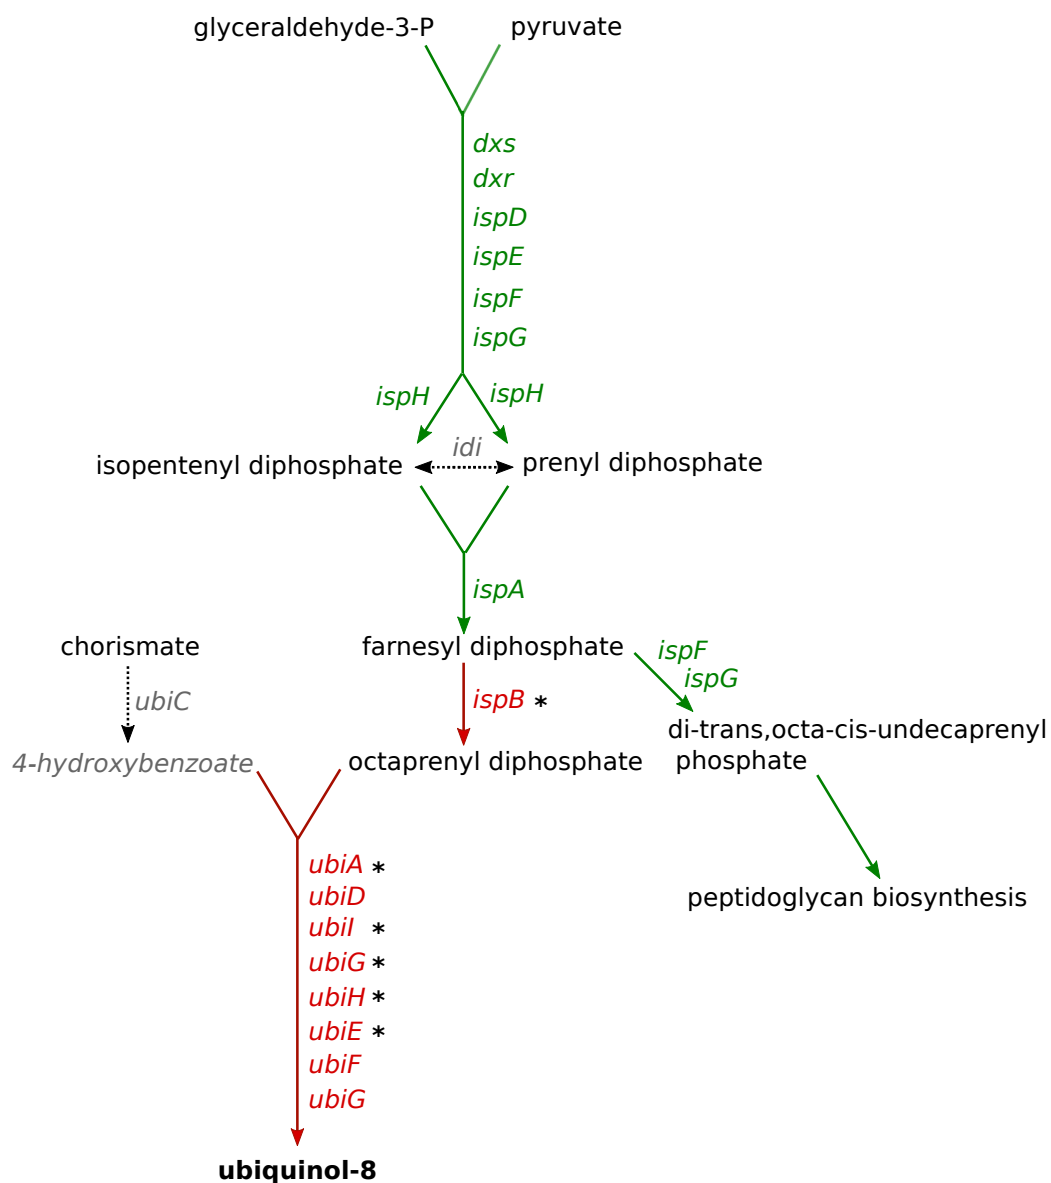 glyceraldehyde-3-P pyruvate
dxs
dxr
ispD
ispE
ispF
ispG
ispH ispH
idi
isopentenyl diphosphate prenyl diphosphate
ispA
chorismate farnesyl diphosphate ispF
ispG
ubiC ispB *
di-trans,octa-cis-undecaprenyl
phosphate
4-hydroxybenzoate octaprenyl diphosphate
ubiA *
ubiD
peptidoglycan biosynthesis
ubiI *
ubiG *
ubiH *
ubiE *
ubiF
ubiG
ubiquinol-8